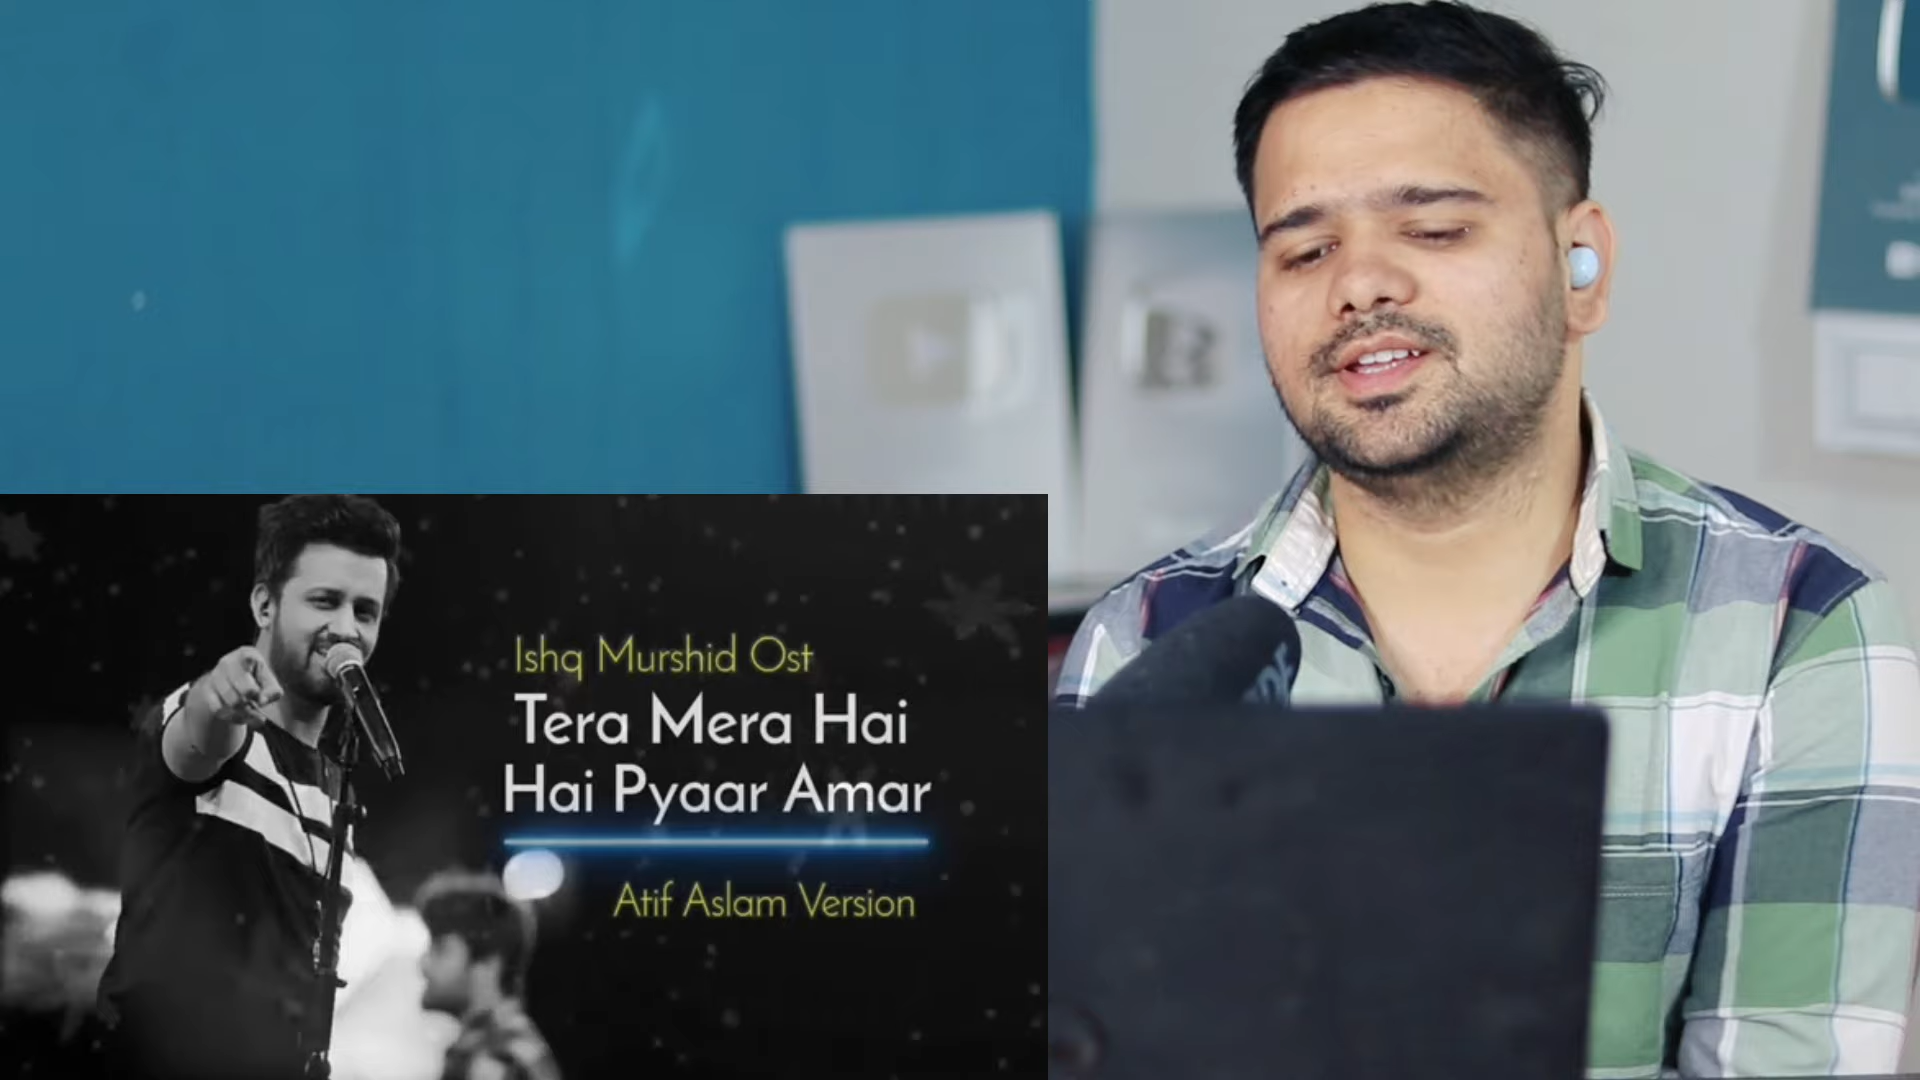 Ishq Murshid Ost
Tera Mera Hai
Hai Pyaar Amar
Atif Aslam Version